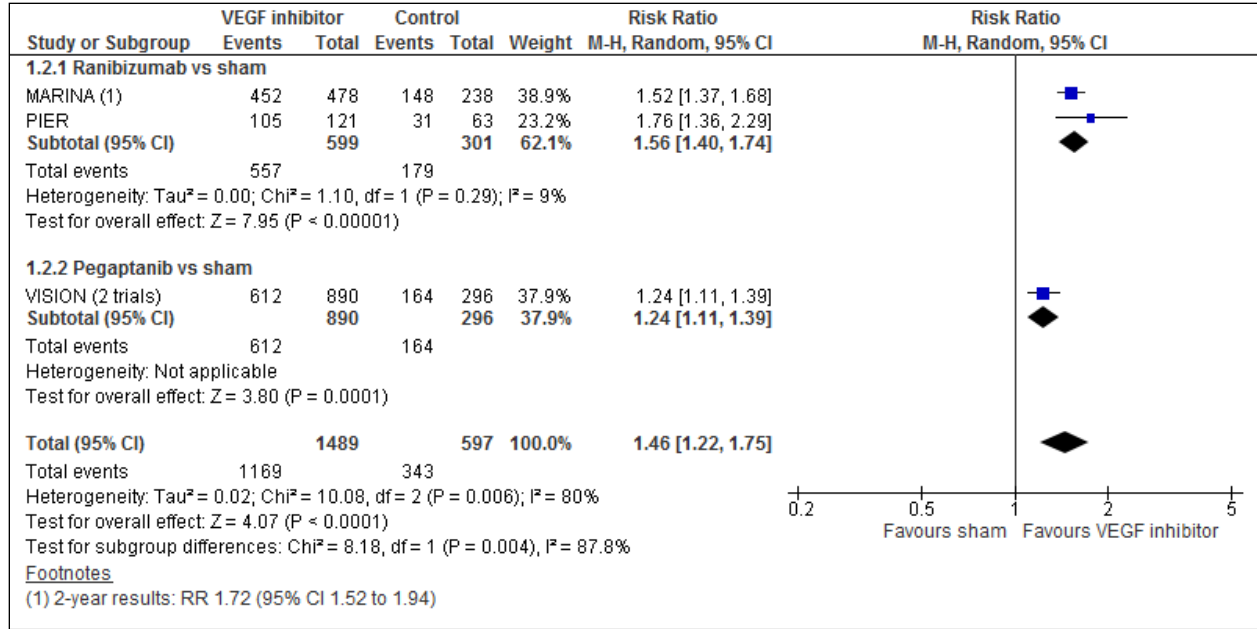 VEGF inhibitor Control Risk Ratio Risk Ratio
Study or Subgroup Events Total Events Total Weight M-H, Random, 95% CI M-H, Random, 95% CI
1.2.1 Ranibizumab vs sham
MARINA (1) 452 478 148 238 38.9% 1.52 [1.37, 1.68]
PIER 105 121 31 63 23.2% 1.76 [1.36, 2.29]
Subtotal (95% CI) 599 301 62.1% 1.56 [1.40, 1.74]
Total events 557 179
Heterogeneity: Tau² = 0.00; Chi² = 1.10, df = 1 (P = 0.29); I² = 9%
Test for overall effect: Z = 7.95 (P < 0.00001)
1.2.2 Pegaptanib vs sham
VISION (2 trials) 612 890 164 296 37.9% 1.24 [1.11, 1.39]
Subtotal (95% CI) 890 296 37.9% 1.24 [1.11, 1.39]
Total events 612 164
Heterogeneity: Not applicable
Test for overall effect: Z = 3.80 (P = 0.0001)
Total (95% CI) 1489 597 100.0% 1.46 [1.22, 1.75]
Total events 1169 343
Heterogeneity: Tau² = 0.02; Chi² = 10.08, df = 2 (P = 0.006); I² = 80%
Test for overall effect: Z = 4.07 (P < 0.0001)
Test for subgroup differences: Chi² = 8.18, df = 1 (P = 0.004), I² = 87.8%
0.2 0.5 1 2 5
Favours sham Favours VEGF inhibitor
Footnotes
(1) 2-year results: RR 1.72 (95% CI 1.52 to 1.94)